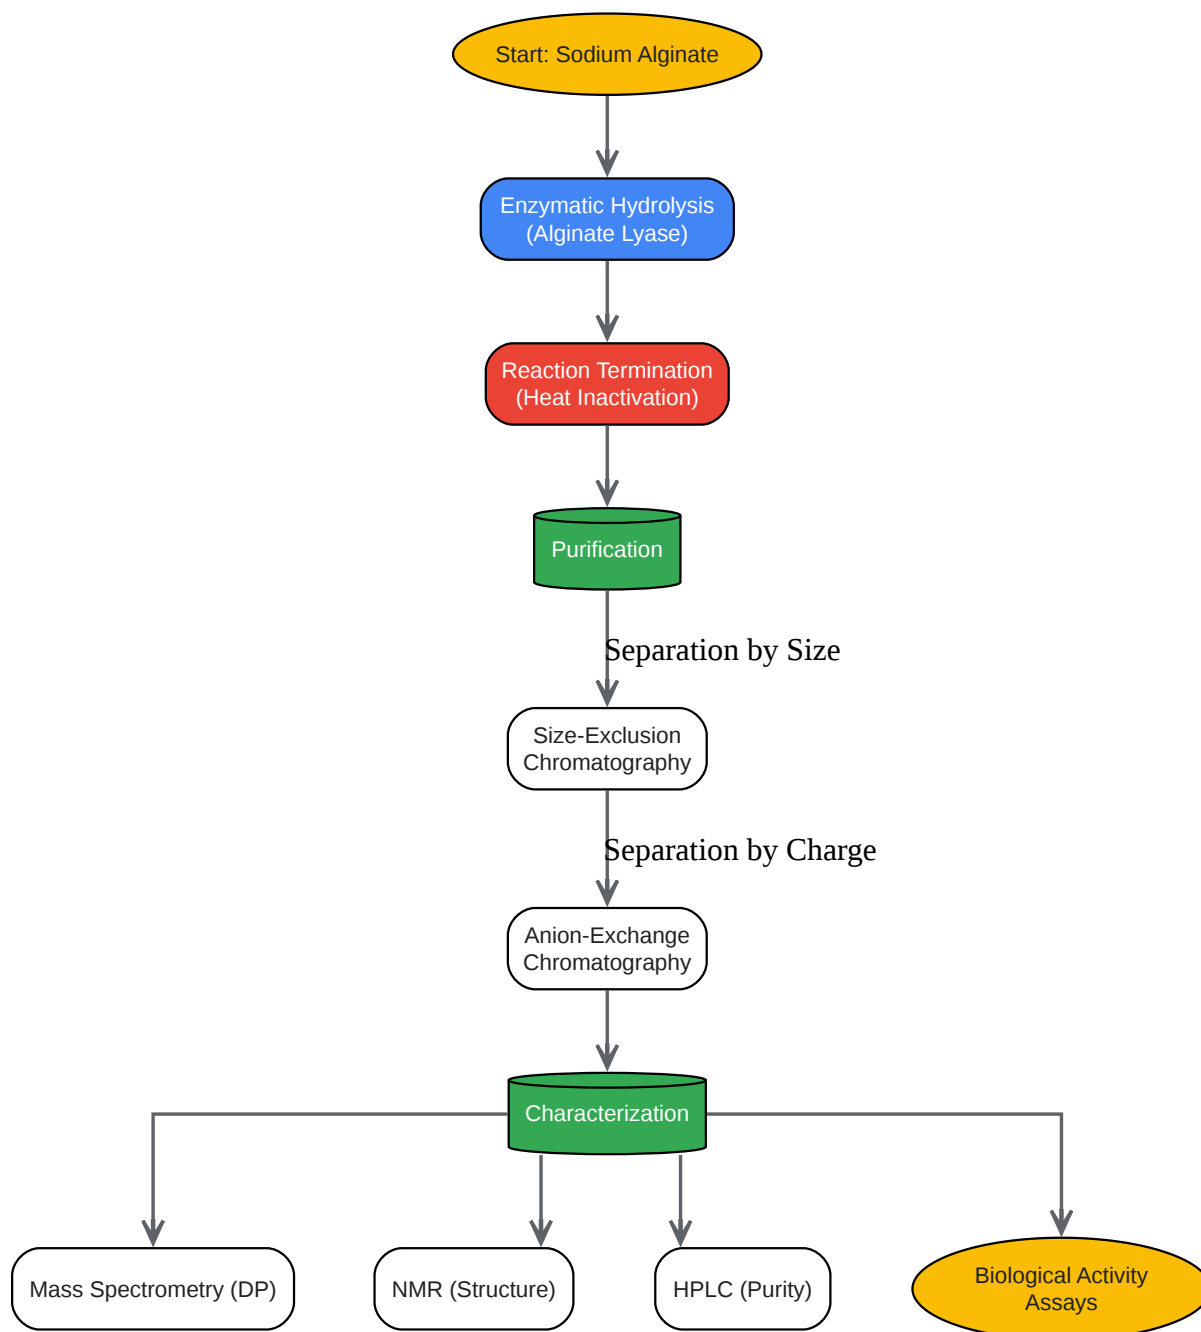 Start: Sodium Alginate
Enzymatic Hydrolysis
(Alginate Lyase)
Reaction Termination
(Heat Inactivation)
Purification
Separation by Size
Size-Exclusion
Chromatography
Separation by Charge
Anion-Exchange
Chromatography
Characterization
Mass Spectrometry (DP)
NMR (Structure)
HPLC (Purity)
Biological Activity
Assays